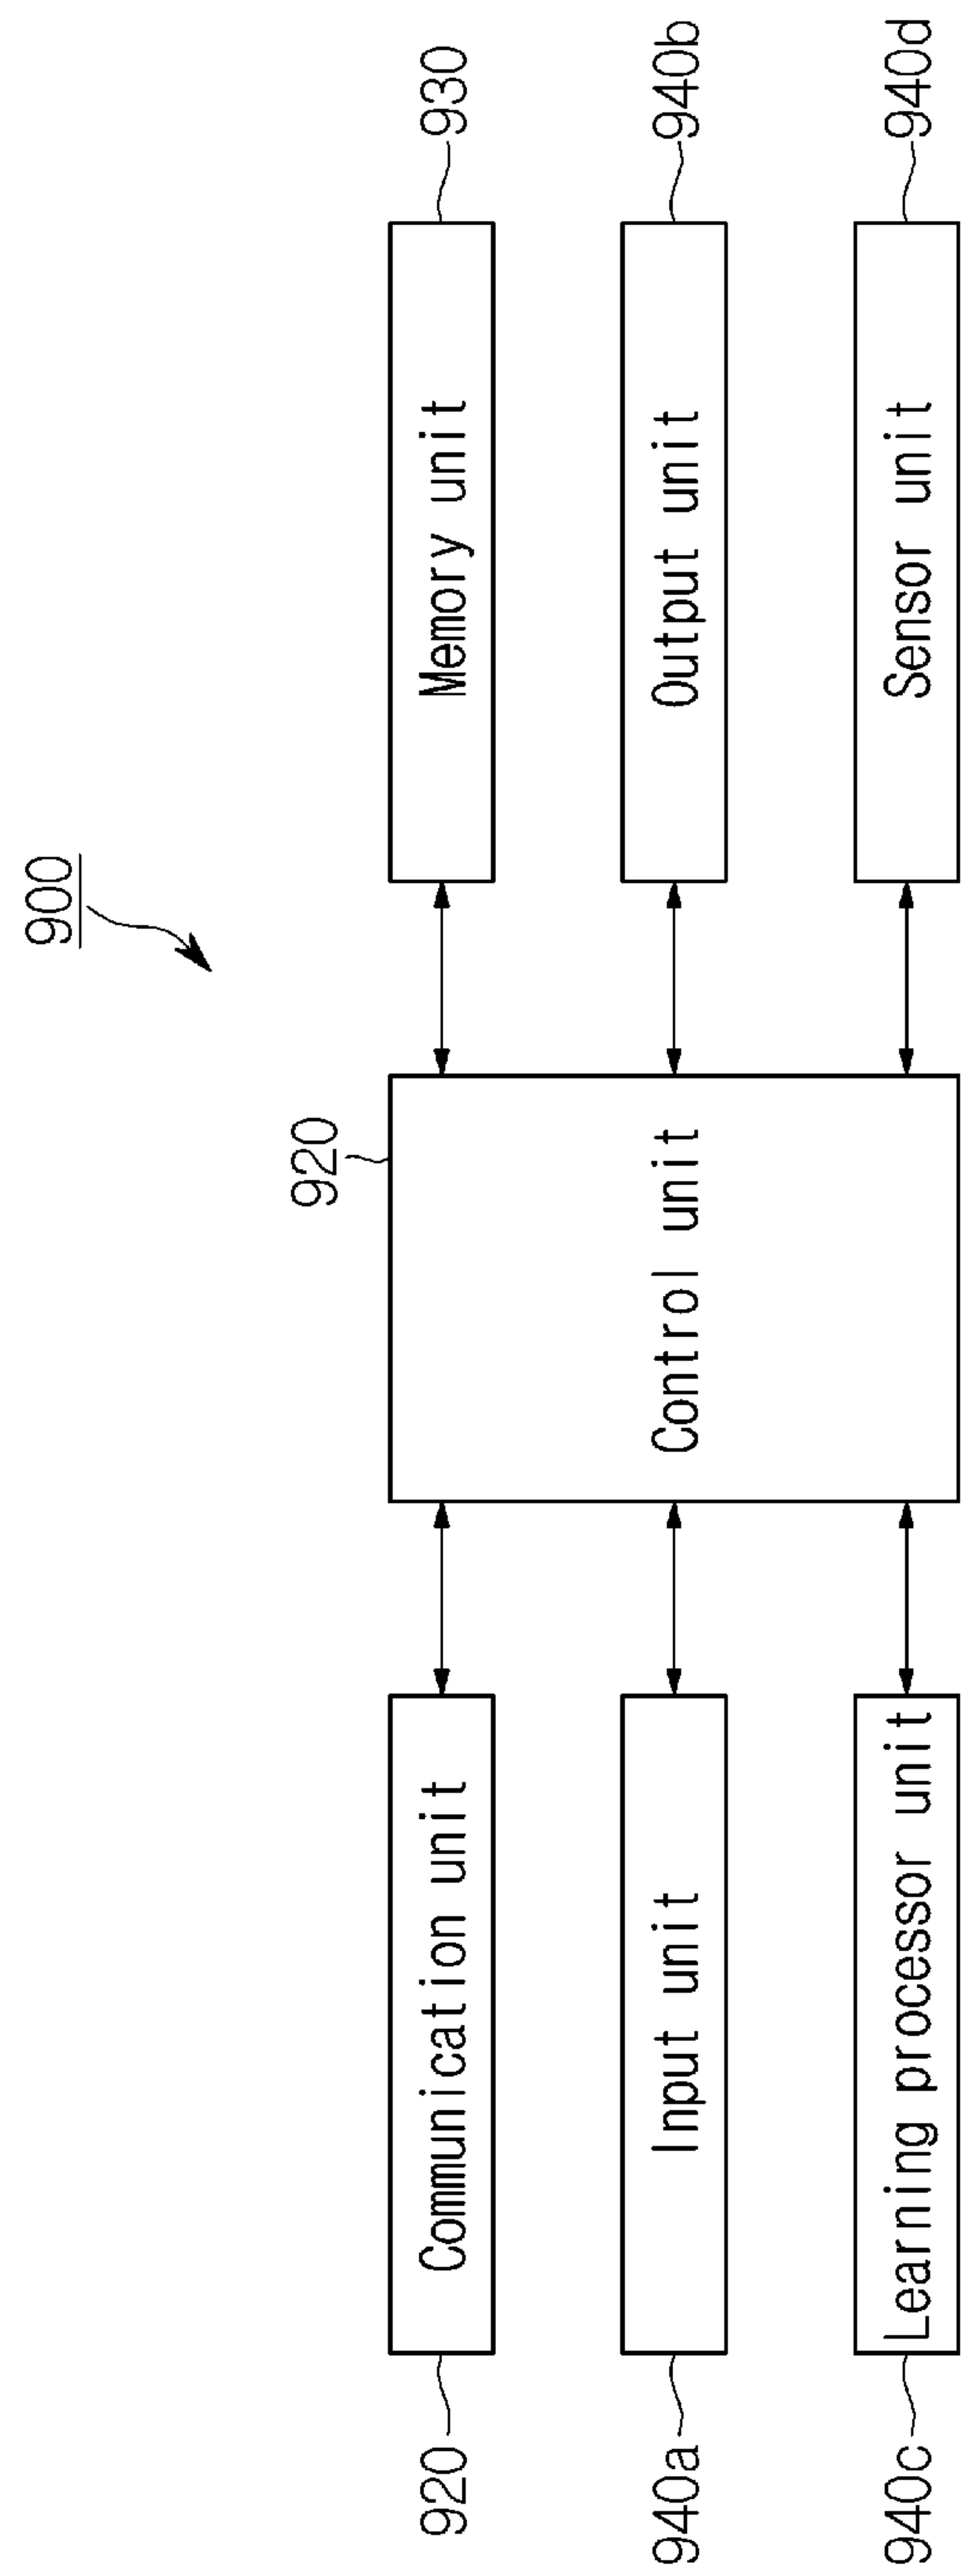 900
920
920
Communication unit
Memory unit
930
940a
Input unit
Control unit
Output unit
940b
940c
Learning processor unit
Sensor unit
940d